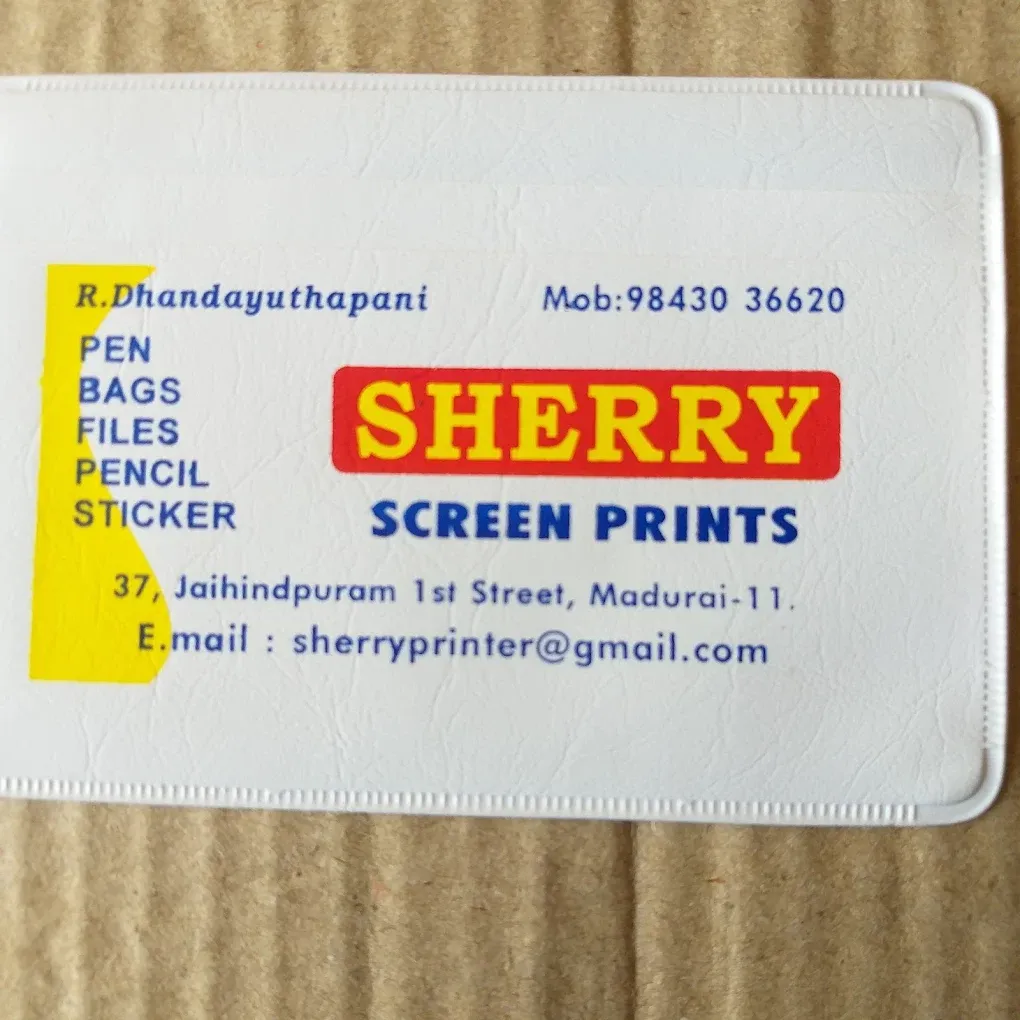 R.Dhandayuthapani Mob:98430 36620
PEN
BAGS
FILES
PENCIL
STICKER
SHERRY
SCREEN PRINTS
37, Jaihindpuram 1st Street, Madurai-11.
E.mail : sherryprinter@gmail.com